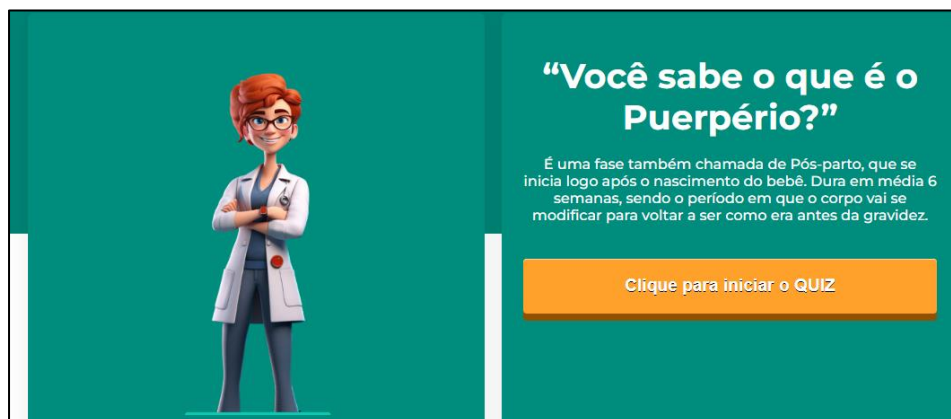 “Você sabe o que é o
Puerpério?”
É uma fase também chamada de Pós-parto, que se
inicia logo após o nascimento do bebê. Dura em média 6
semanas, sendo o período em que o corpo vai se
modificar para voltar a ser como era antes da gravidez.
Clique para iniciar o QUIZ